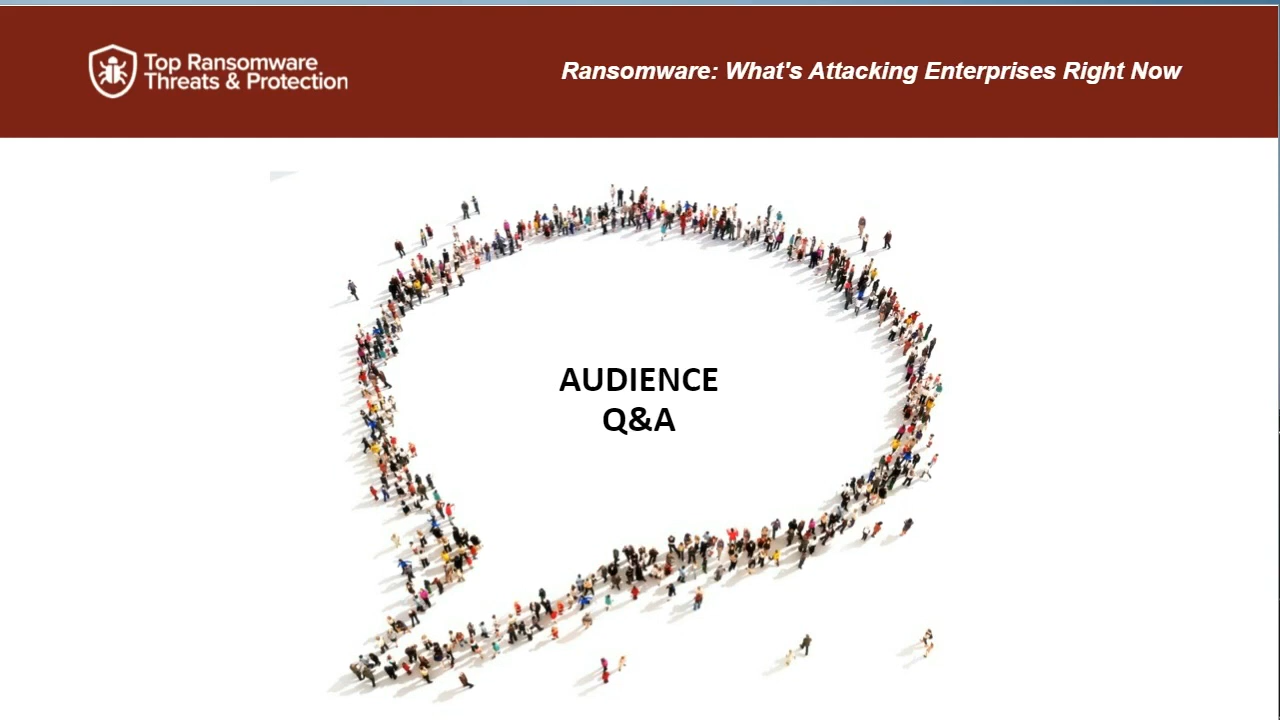 Top Ransomware
Threats & Protection
Ransomware: What's Attacking Enterprises Right Now
AUDIENCE
Q&A